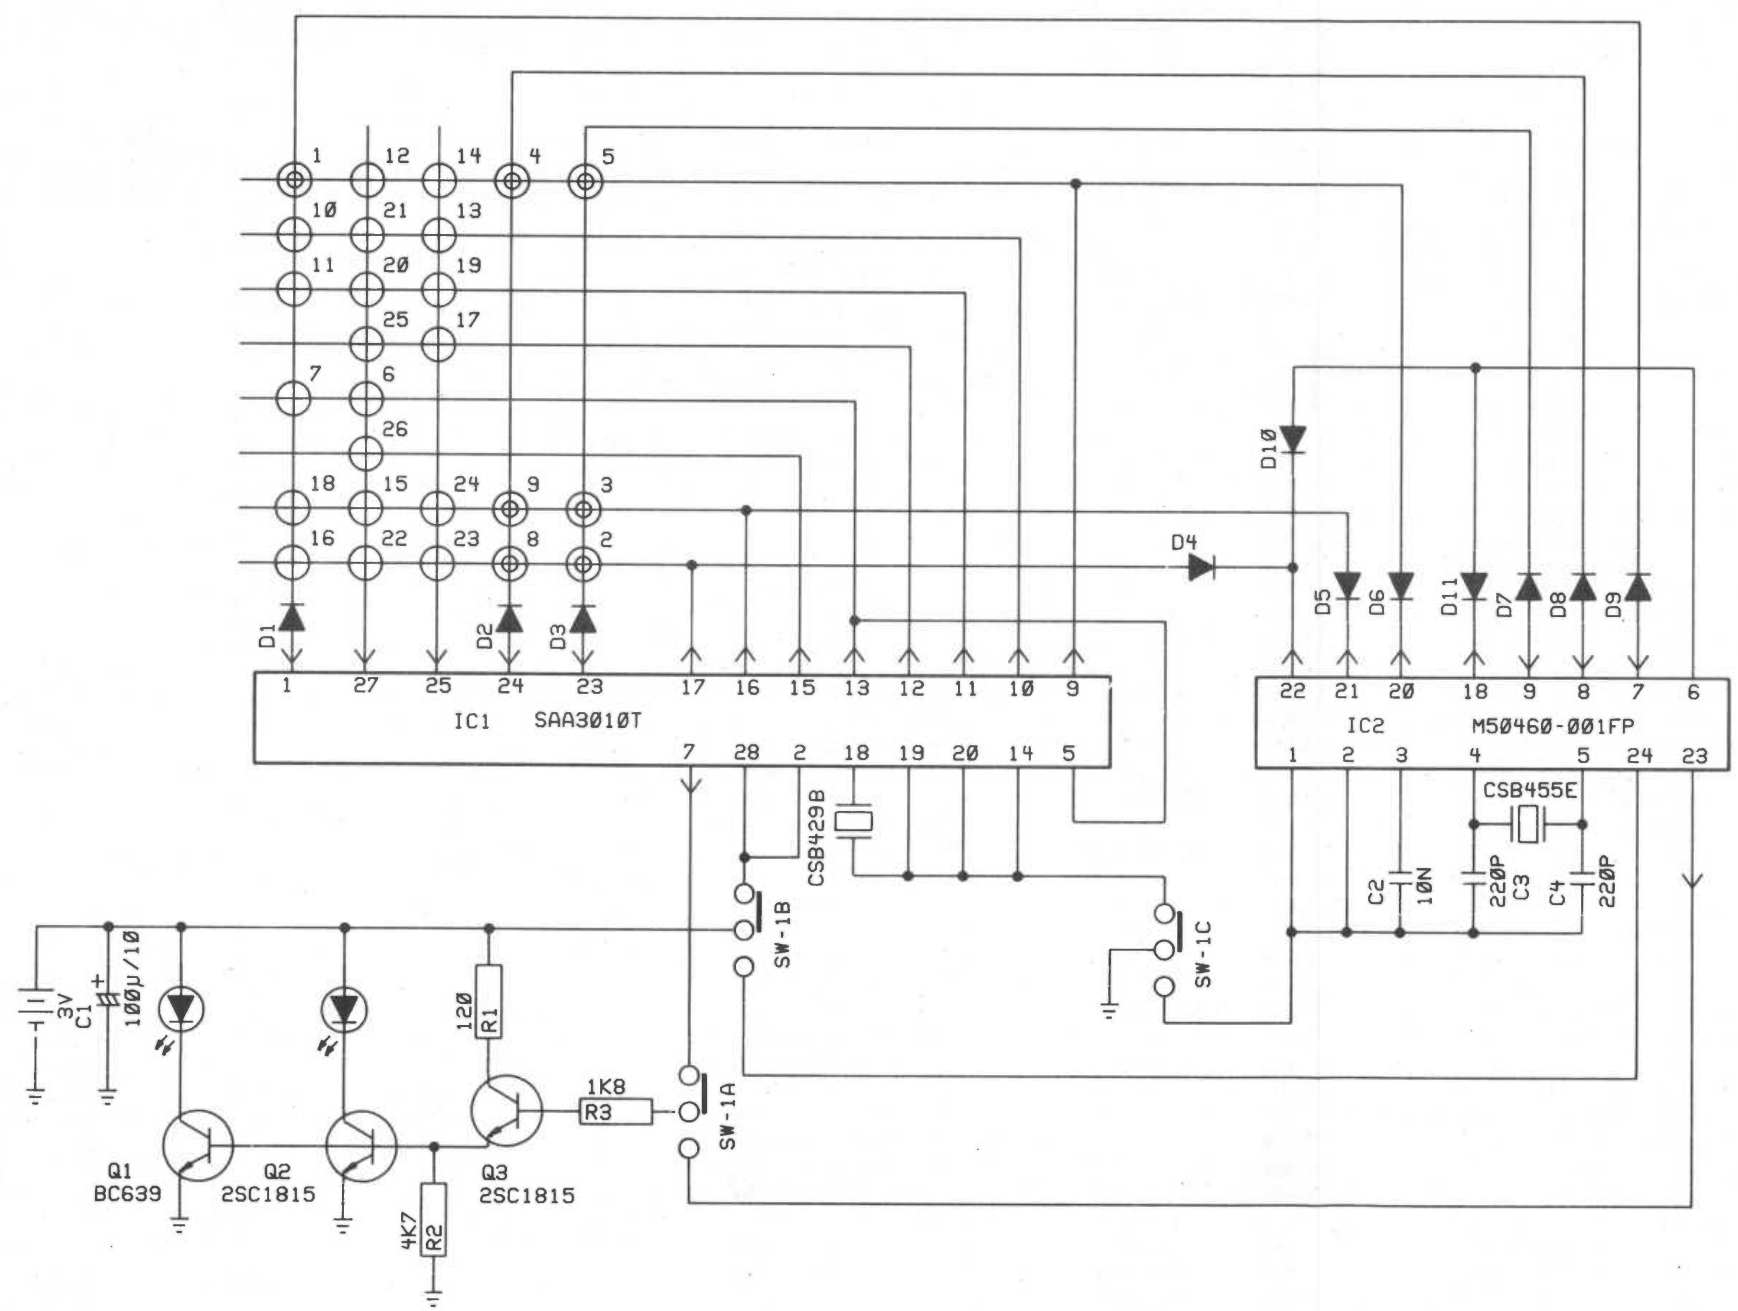 1 12 14 4 5
10 21 13
11 20 19
25 17
7 6
26
18 15 24 9 3
16 22 23 8 2
D10
D4
D1 D2 D3
D5 D6 D11 D7 D8 D9
1 27 25 24 23 17 16 15 13 12 11 10 9
IC1 SAA3010T
7 28 2 18 19 20 14 5
22 21 20 18 9 8 7 6
IC2 M50460-001FP
1 2 3 4 5 24 23
CSB429B
CSB455E
C2 10N
220P C3
C4 220P
SW-1B
SW-1C
SW-1A
3V
C1
+
100µ/10
120 R1
1K8
R3
Q1
BC639
Q2
2SC1815
Q3
2SC1815
4K7 R2